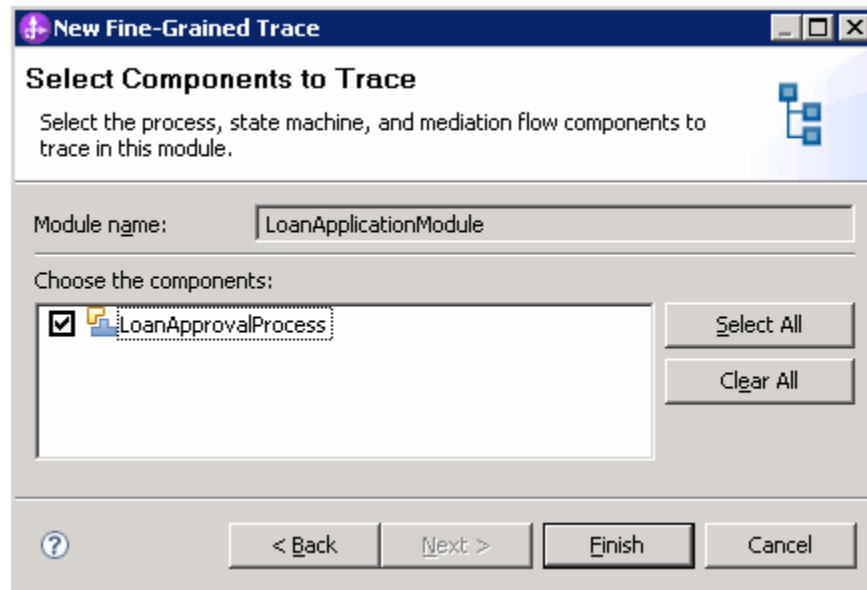 New Fine-Grained Trace
Select Components to Trace
Select the process, state machine, and mediation flow components to
trace in this module.
Module name: LoanApplicationModule
Choose the components:
LoanApprovalProcess
Select All
Clear All
< Back Next > Finish Cancel